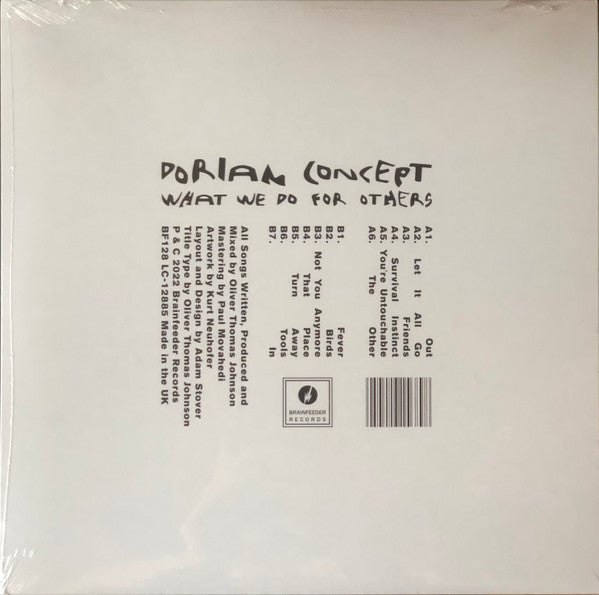 DORIAN CONCEPT
WHAT WE DO FOR OTHERS
A1. Out
A2. Let It All Go
A3. Friends
A4. Survival Instinct
A5. You're Untouchable
A6. The Other
B1. Fever
B2. Birds
B3. Not You Anymore
B4. That Place
B5. Turn Away
B6. Tools
B7. In
All Songs Written, Produced and
Mixed by Oliver Thomas Johnson
Mastering by Paul Movahedi
Artwork by Kurt Neuhofer
Layout and Design by Adam Stover
Title Type by Oliver Thomas Johnson
P & C 2022 Brainfeeder Records
BF128 LC-12885 Made in the UK
BRAINFEEDER
RECORDS